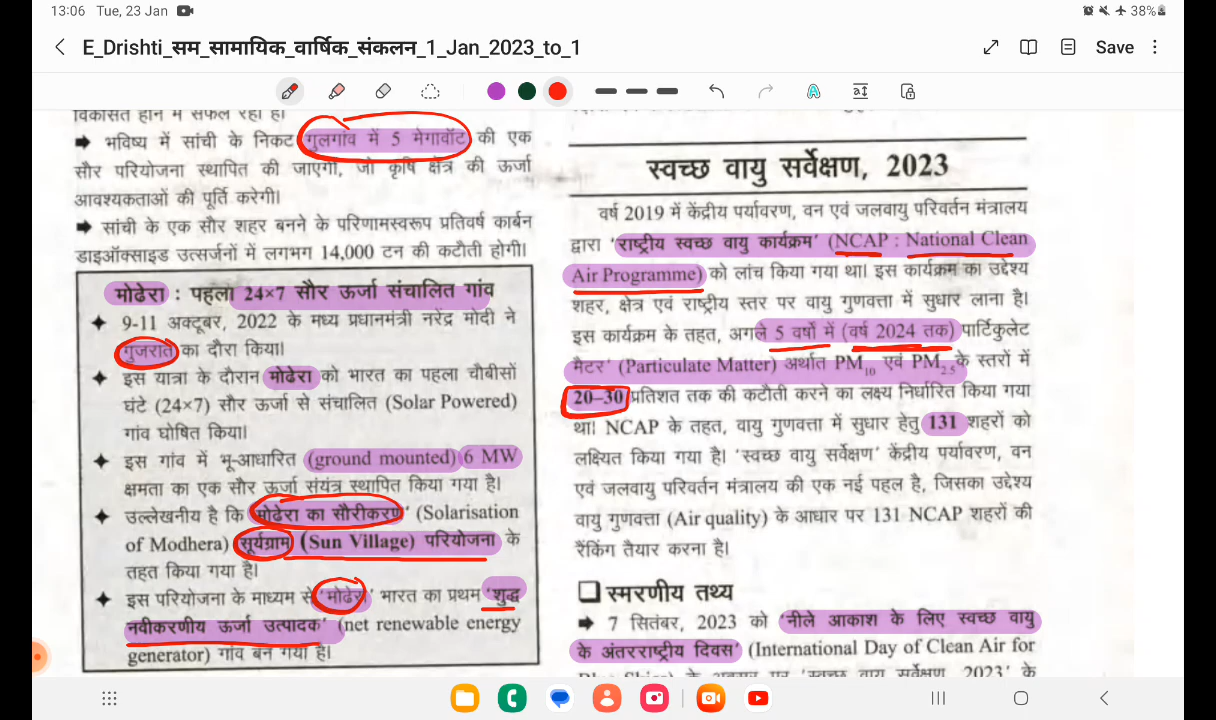 13:06 Tue, 23 Jan
38%
E_Drishti_सम_सामायिक_वार्षिक_संकलन_1_Jan_2023_to_1
Save
विकसित होने में सफल रहा है।
➡ भविष्य में सांची के निकट गुलगांव में 5 मेगावॉट की एक
सौर परियोजना स्थापित की जाएगी, जो कृषि क्षेत्र की ऊर्जा
आवश्यकताओं की पूर्ति करेगी।
➡ सांची के एक सौर शहर बनने के परिणामस्वरूप प्रतिवर्ष कार्बन
डाइऑक्साइड उत्सर्जनों में लगभग 14,000 टन की कटौती होगी।
मोढेरा : पहला 24×7 सौर ऊर्जा संचालित गांव
✦ 9-11 अक्टूबर, 2022 के मध्य प्रधानमंत्री नरेंद्र मोदी ने
गुजरात का दौरा किया।
✦ इस यात्रा के दौरान मोढेरा को भारत का पहला चौबीसों
घंटे (24×7) सौर ऊर्जा से संचालित (Solar Powered)
गांव घोषित किया।
✦ इस गांव में भू-आधारित (ground mounted) 6 MW
क्षमता का एक सौर ऊर्जा संयंत्र स्थापित किया गया है।
✦ उल्लेखनीय है कि मोढेरा का सौरीकरण' (Solarisation
of Modhera) सूर्यग्राम (Sun Village) परियोजना के
तहत किया गया है।
✦ इस परियोजना के माध्यम से 'मोढेरा' भारत का प्रथम 'शुद्ध
नवीकरणीय ऊर्जा उत्पादक' (net renewable energy
generator) गांव बन गया है।
स्वच्छ वायु सर्वेक्षण, 2023
वर्ष 2019 में केंद्रीय पर्यावरण, वन एवं जलवायु परिवर्तन मंत्रालय
द्वारा 'राष्ट्रीय स्वच्छ वायु कार्यक्रम' (NCAP : National Clean
Air Programme) को लांच किया गया था। इस कार्यक्रम का उद्देश्य
शहर, क्षेत्र एवं राष्ट्रीय स्तर पर वायु गुणवत्ता में सुधार लाना है।
इस कार्यक्रम के तहत, अगले 5 वर्षों में (वर्ष 2024 तक) पार्टिकुलेट
मैटर' (Particulate Matter) अर्थात PM₁₀ एवं PM₂.₅ के स्तरों में
20–30 प्रतिशत तक की कटौती करने का लक्ष्य निर्धारित किया गया
था। NCAP के तहत, वायु गुणवत्ता में सुधार हेतु 131 शहरों को
लक्ष्यित किया गया है। 'स्वच्छ वायु सर्वेक्षण' केंद्रीय पर्यावरण, वन
एवं जलवायु परिवर्तन मंत्रालय की एक नई पहल है, जिसका उद्देश्य
वायु गुणवत्ता (Air quality) के आधार पर 131 NCAP शहरों की
रैंकिंग तैयार करना है।
❑ स्मरणीय तथ्य
➡ 7 सितंबर, 2023 को 'नीले आकाश के लिए स्वच्छ वायु
के अंतरराष्ट्रीय दिवस' (International Day of Clean Air for
'स्वच्छ वायु सर्वेक्षण 2023' के